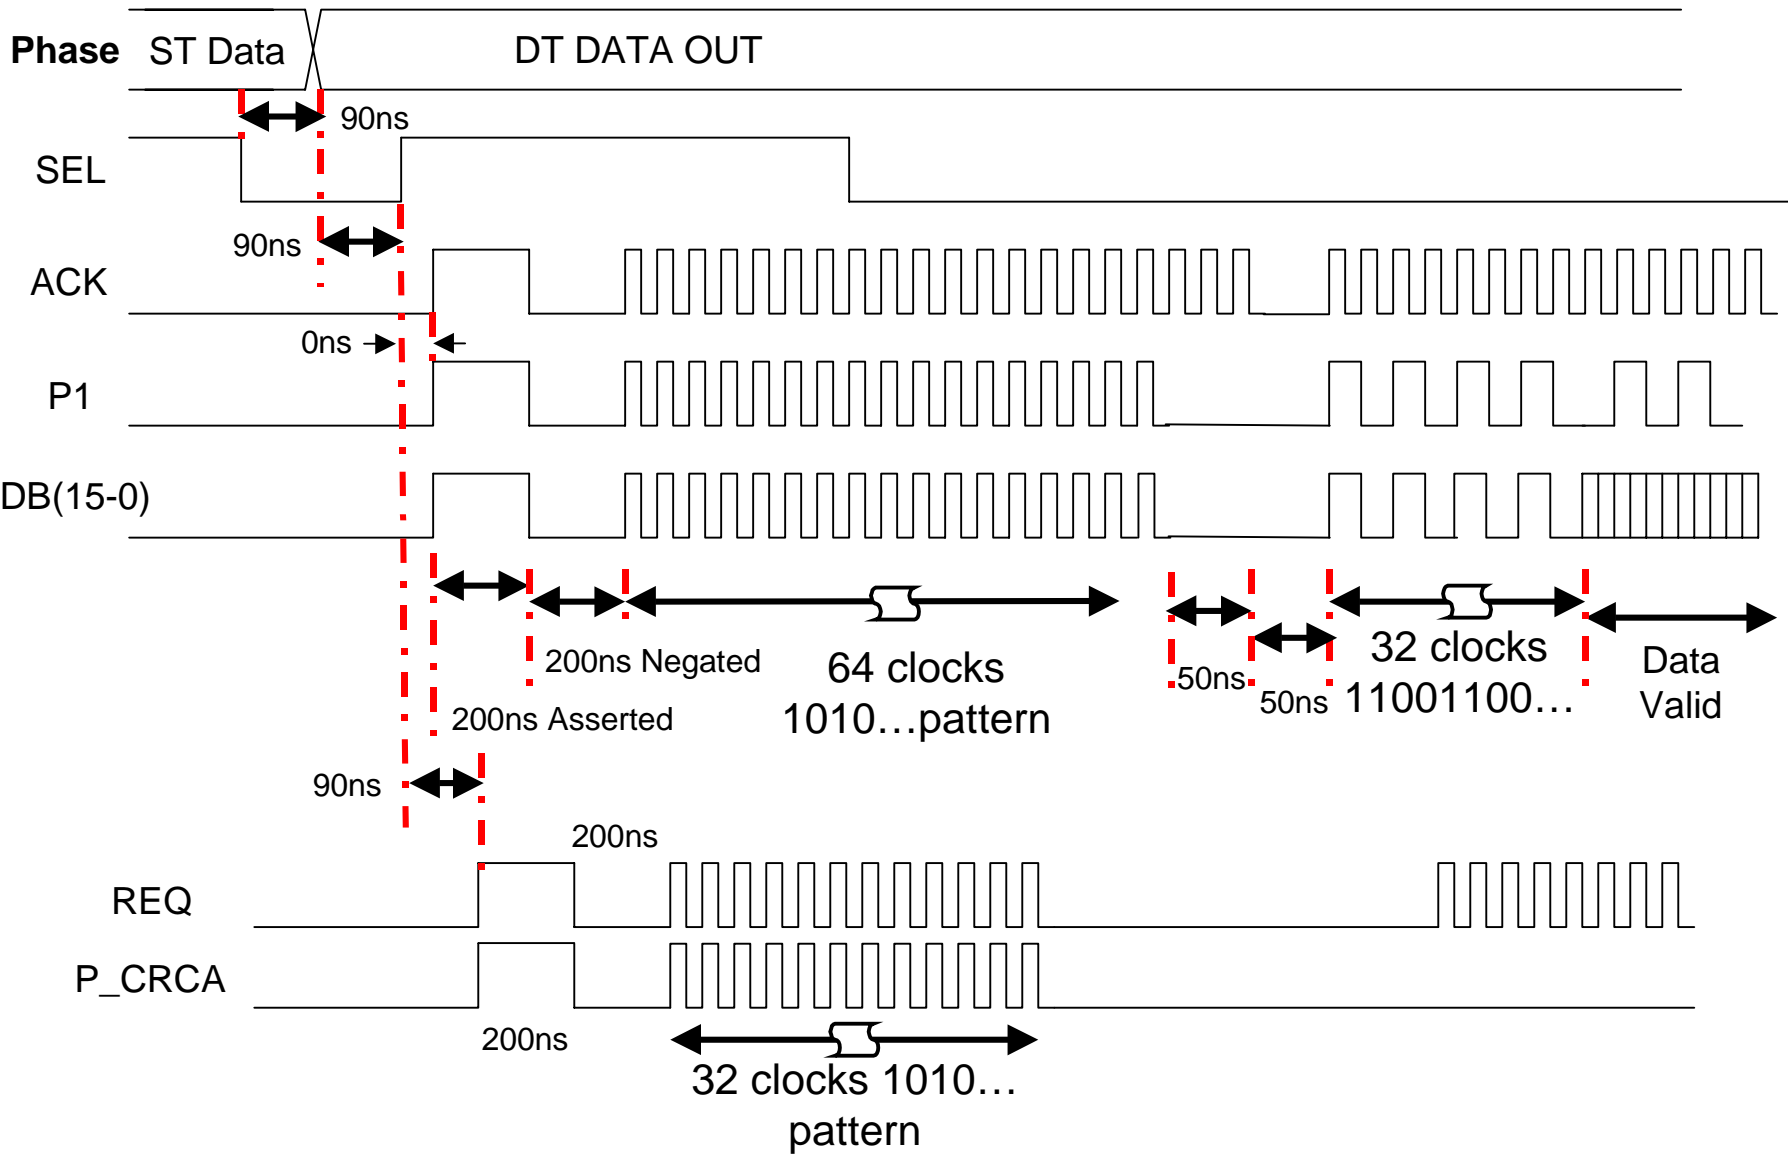 Phase ST Data DT DATA OUT
90ns
SEL
90ns
ACK
0ns
P1
DB(15-0)
200ns Negated
200ns Asserted
64 clocks
1010…pattern
50ns
50ns
32 clocks
11001100…
Data
Valid
90ns
200ns
REQ
P_CRCA
200ns
32 clocks 1010…
pattern